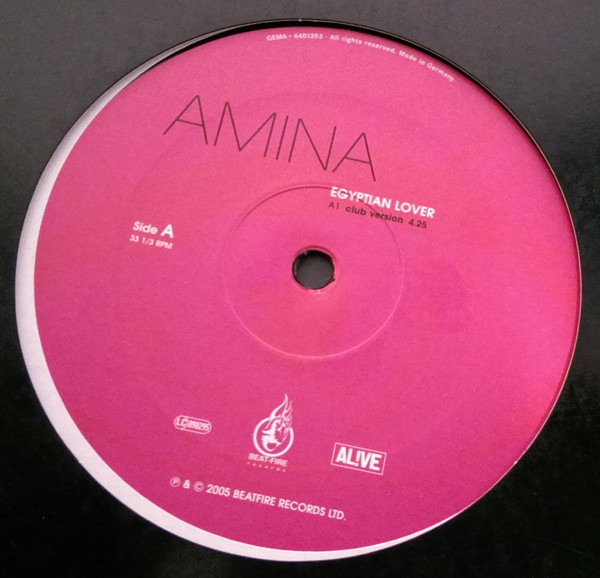 GEMA • 6401393 · All rights reserved. Made in Germany
AMINA
EGYPTIAN LOVER
A1 club version 4.25
Side A
33 1/3 RPM
BEAT-FIRE
records
AL!VE
℗ & © 2005 BEATFIRE RECORDS LTD.